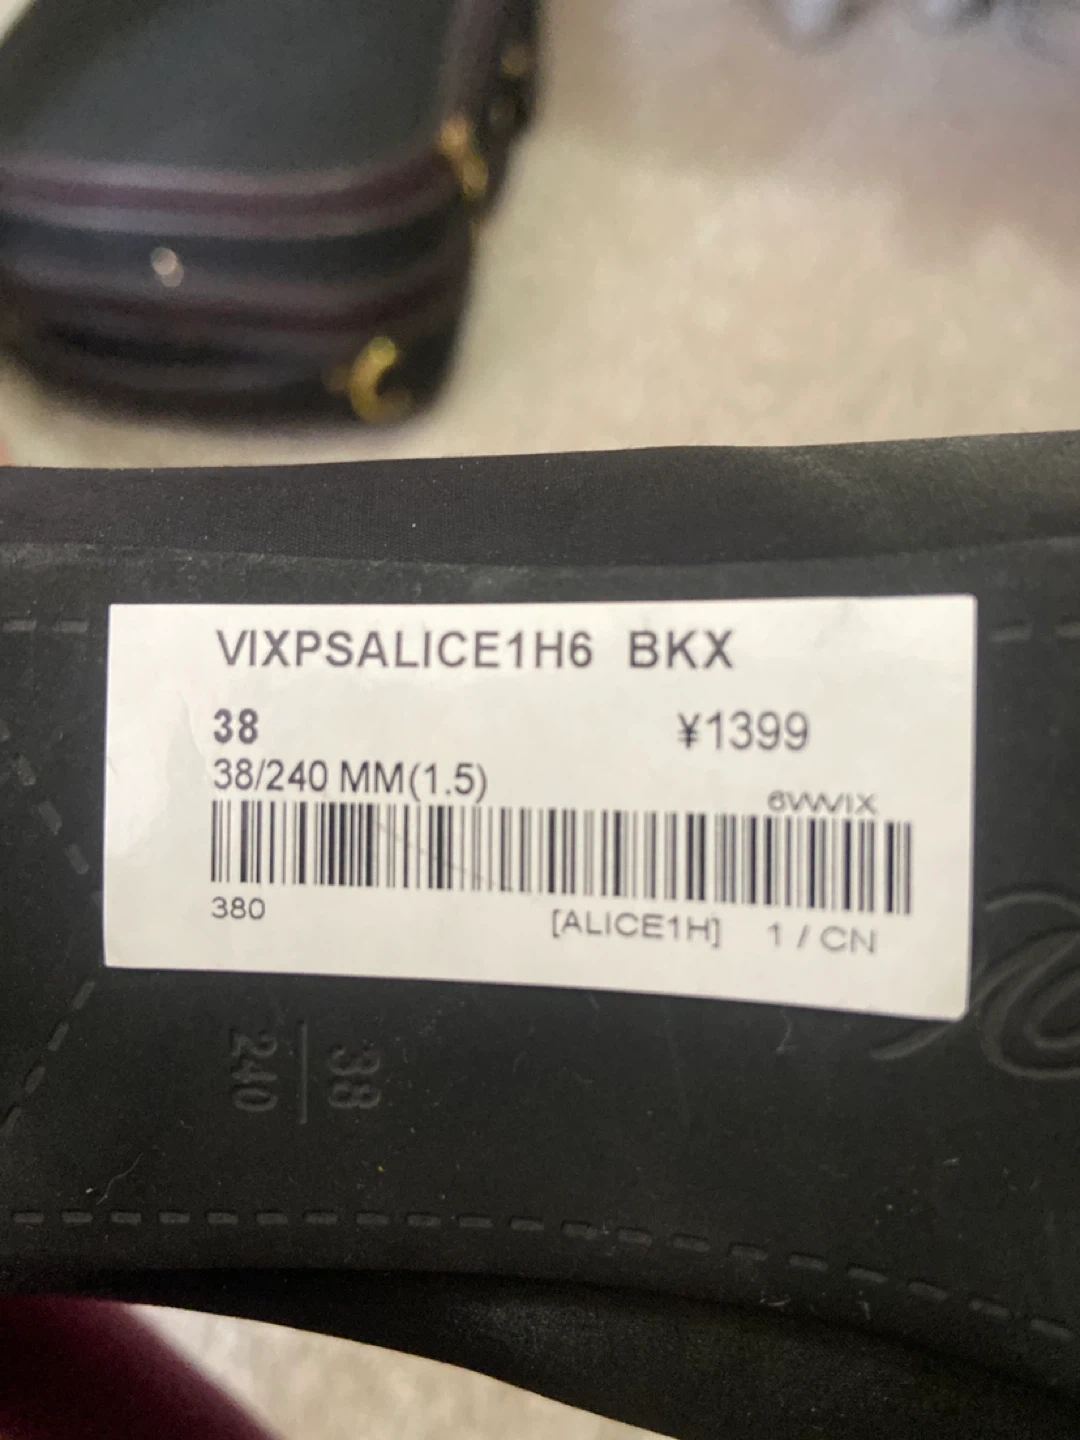 VIXPSALICE1H6 BKX
38 ¥1399
38/240 MM(1.5)
6VVVIX
380 [ALICE1H] 1 / CN
38
240